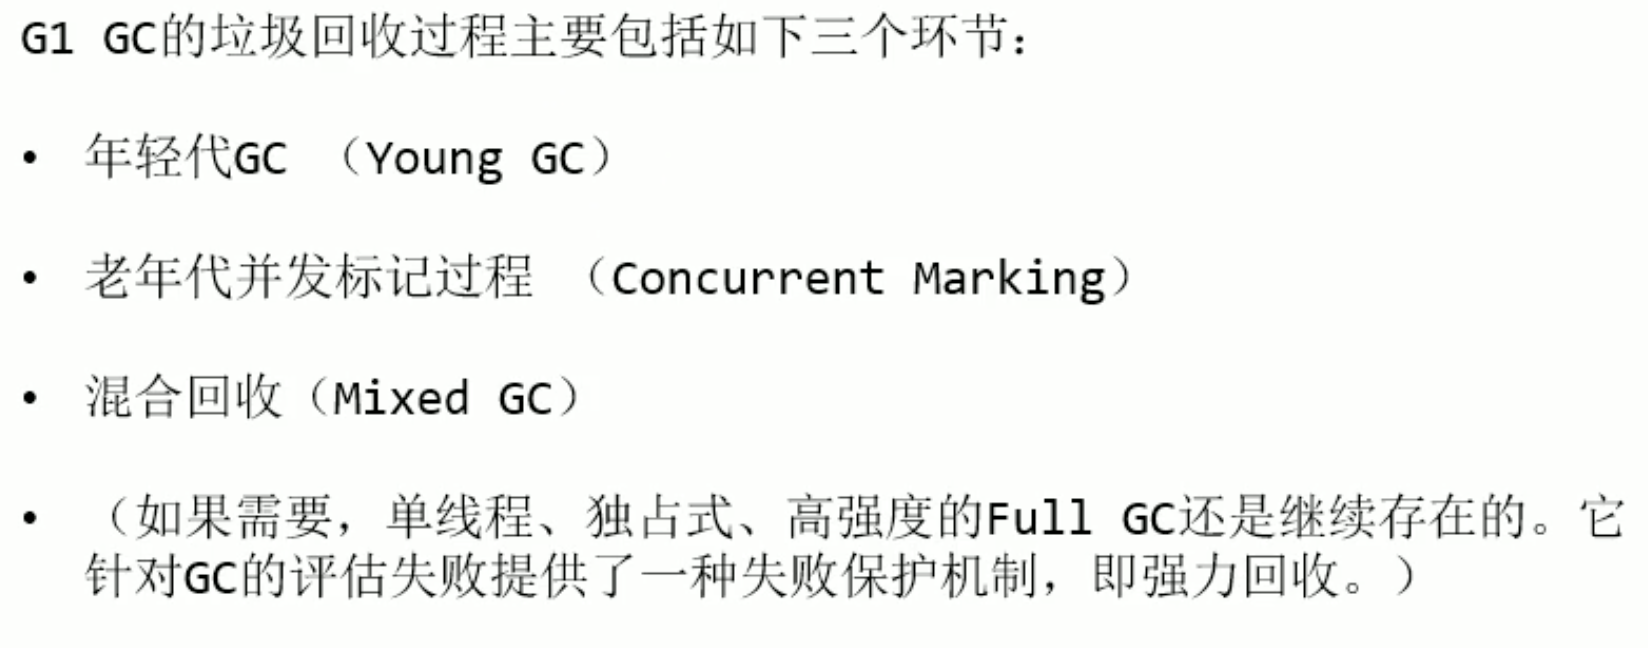 G1 GC的垃圾回收过程主要包括如下三个环节：
• 年轻代GC （Young GC）
• 老年代并发标记过程 （Concurrent Marking）
• 混合回收（Mixed GC）
• （如果需要，单线程、独占式、高强度的Full GC还是继续存在的。它
针对GC的评估失败提供了一种失败保护机制，即强力回收。）